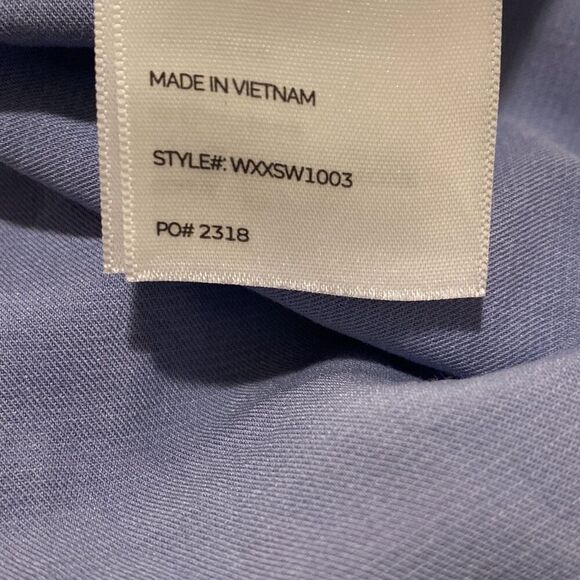 MADE IN VIETNAM
STYLE#: WXXSW1003
PO# 2318